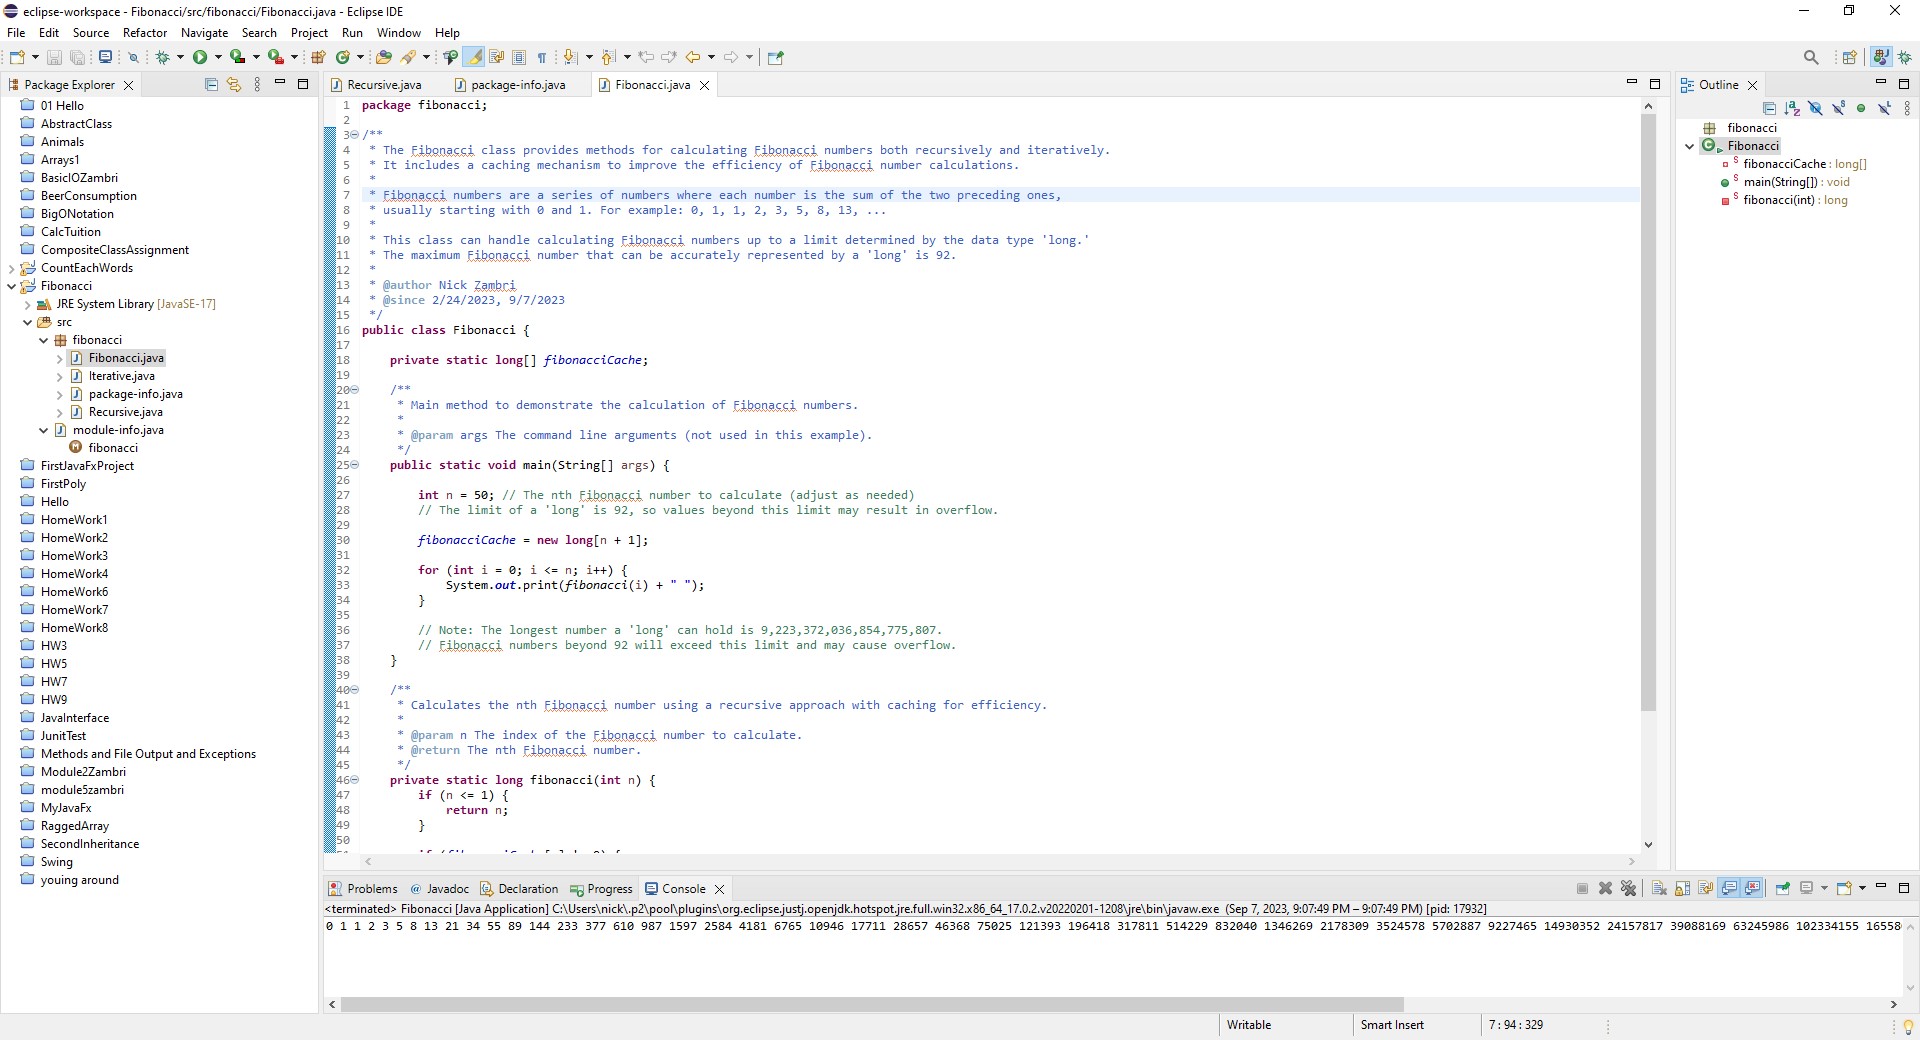 eclipse-workspace - Fibonacci/src/fibonacci/Fibonacci.java - Eclipse IDE
File Edit Source Refactor Navigate Search Project Run Window Help
Package Explorer
01 Hello
AbstractClass
Animals
Arrays1
BasicIOZambri
BeerConsumption
BigONotation
CalcTuition
CompositeClassAssignment
CountEachWords
Fibonacci
JRE System Library [JavaSE-17]
src
fibonacci
Fibonacci.java
Iterative.java
package-info.java
Recursive.java
module-info.java
fibonacci
FirstJavaFxProject
FirstPoly
Hello
HomeWork1
HomeWork2
HomeWork3
HomeWork4
HomeWork6
HomeWork7
HomeWork8
HW3
HW5
HW7
HW9
JavaInterface
JunitTest
Methods and File Output and Exceptions
Module2Zambri
module5zambri
MyJavaFx
RaggedArray
SecondInheritance
Swing
youing around
Recursive.java package-info.java Fibonacci.java
1 package fibonacci;
2
3 /**
4 * The Fibonacci class provides methods for calculating Fibonacci numbers both recursively and iteratively.
5 * It includes a caching mechanism to improve the efficiency of Fibonacci number calculations.
6 *
7 * Fibonacci numbers are a series of numbers where each number is the sum of the two preceding ones,
8 * usually starting with 0 and 1. For example: 0, 1, 1, 2, 3, 5, 8, 13, ...
9 *
10 * This class can handle calculating Fibonacci numbers up to a limit determined by the data type 'long.'
11 * The maximum Fibonacci number that can be accurately represented by a 'long' is 92.
12 *
13 * @author Nick Zambri
14 * @since 2/24/2023, 9/7/2023
15 */
16 public class Fibonacci {
17
18 private static long[] fibonacciCache;
19
20 /**
21 * Main method to demonstrate the calculation of Fibonacci numbers.
22 *
23 * @param args The command line arguments (not used in this example).
24 */
25 public static void main(String[] args) {
26
27 int n = 50; // The nth Fibonacci number to calculate (adjust as needed)
28 // The limit of a 'long' is 92, so values beyond this limit may result in overflow.
29
30 fibonacciCache = new long[n + 1];
31
32 for (int i = 0; i <= n; i++) {
33 System.out.print(fibonacci(i) + " ");
34 }
35
36 // Note: The longest number a 'long' can hold is 9,223,372,036,854,775,807.
37 // Fibonacci numbers beyond 92 will exceed this limit and may cause overflow.
38 }
39
40 /**
41 * Calculates the nth Fibonacci number using a recursive approach with caching for efficiency.
42 *
43 * @param n The index of the Fibonacci number to calculate.
44 * @return The nth Fibonacci number.
45 */
46 private static long fibonacci(int n) {
47 if (n <= 1) {
48 return n;
49 }
50
Outline
fibonacci
Fibonacci
fibonacciCache : long[]
main(String[]) : void
fibonacci(int) : long
Problems Javadoc Declaration Progress Console
<terminated> Fibonacci [Java Application] C:\Users\nick\.p2\pool\plugins\org.eclipse.justj.openjdk.hotspot.jre.full.win32.x86_64_17.0.2.v20220201-1208\jre\bin\javaw.exe (Sep 7, 2023, 9:07:49 PM – 9:07:49 PM) [pid: 17932]
0 1 1 2 3 5 8 13 21 34 55 89 144 233 377 610 987 1597 2584 4181 6765 10946 17711 28657 46368 75025 121393 196418 317811 514229 832040 1346269 2178309 3524578 5702887 9227465 14930352 24157817 39088169 63245986 102334155 16558
Writable Smart Insert 7 : 94 : 329